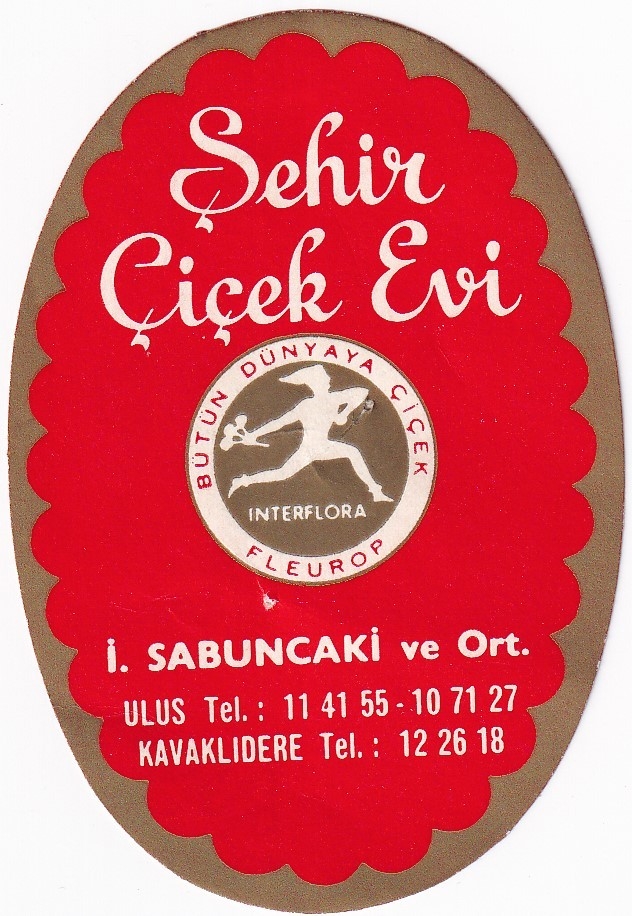 Şehir
Çiçek Evi
BÜTÜN DÜNYAYA ÇİÇEK
INTERFLORA
FLEUROP
İ. SABUNCAKİ ve Ort.
ULUS Tel. : 11 41 55 - 10 71 27
KAVAKLIDERE Tel. : 12 26 18